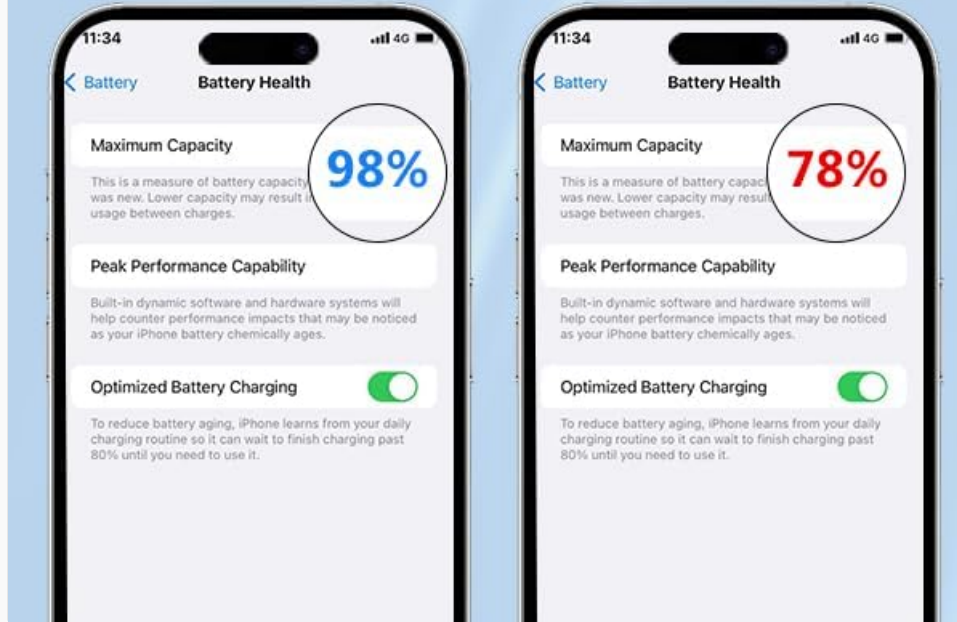 11:34
4G
Battery
Battery Health
Maximum Capacity
98%
This is a measure of battery capacity
was new. Lower capacity may result
usage between charges.
Peak Performance Capability
Built-in dynamic software and hardware systems will
help counter performance impacts that may be noticed
as your iPhone battery chemically ages.
Optimized Battery Charging
To reduce battery aging, iPhone learns from your daily
charging routine so it can wait to finish charging past
80% until you need to use it.
11:34
4G
Battery
Battery Health
Maximum Capacity
78%
This is a measure of battery
was new. Lower capacity may
usage between charges.
Peak Performance Capability
Built-in dynamic software and hardware systems will
help counter performance impacts that may be noticed
as your iPhone battery chemically ages.
Optimized Battery Charging
To reduce battery aging, iPhone learns from your daily
charging routine so it can wait to finish charging past
80% until you need to use it.